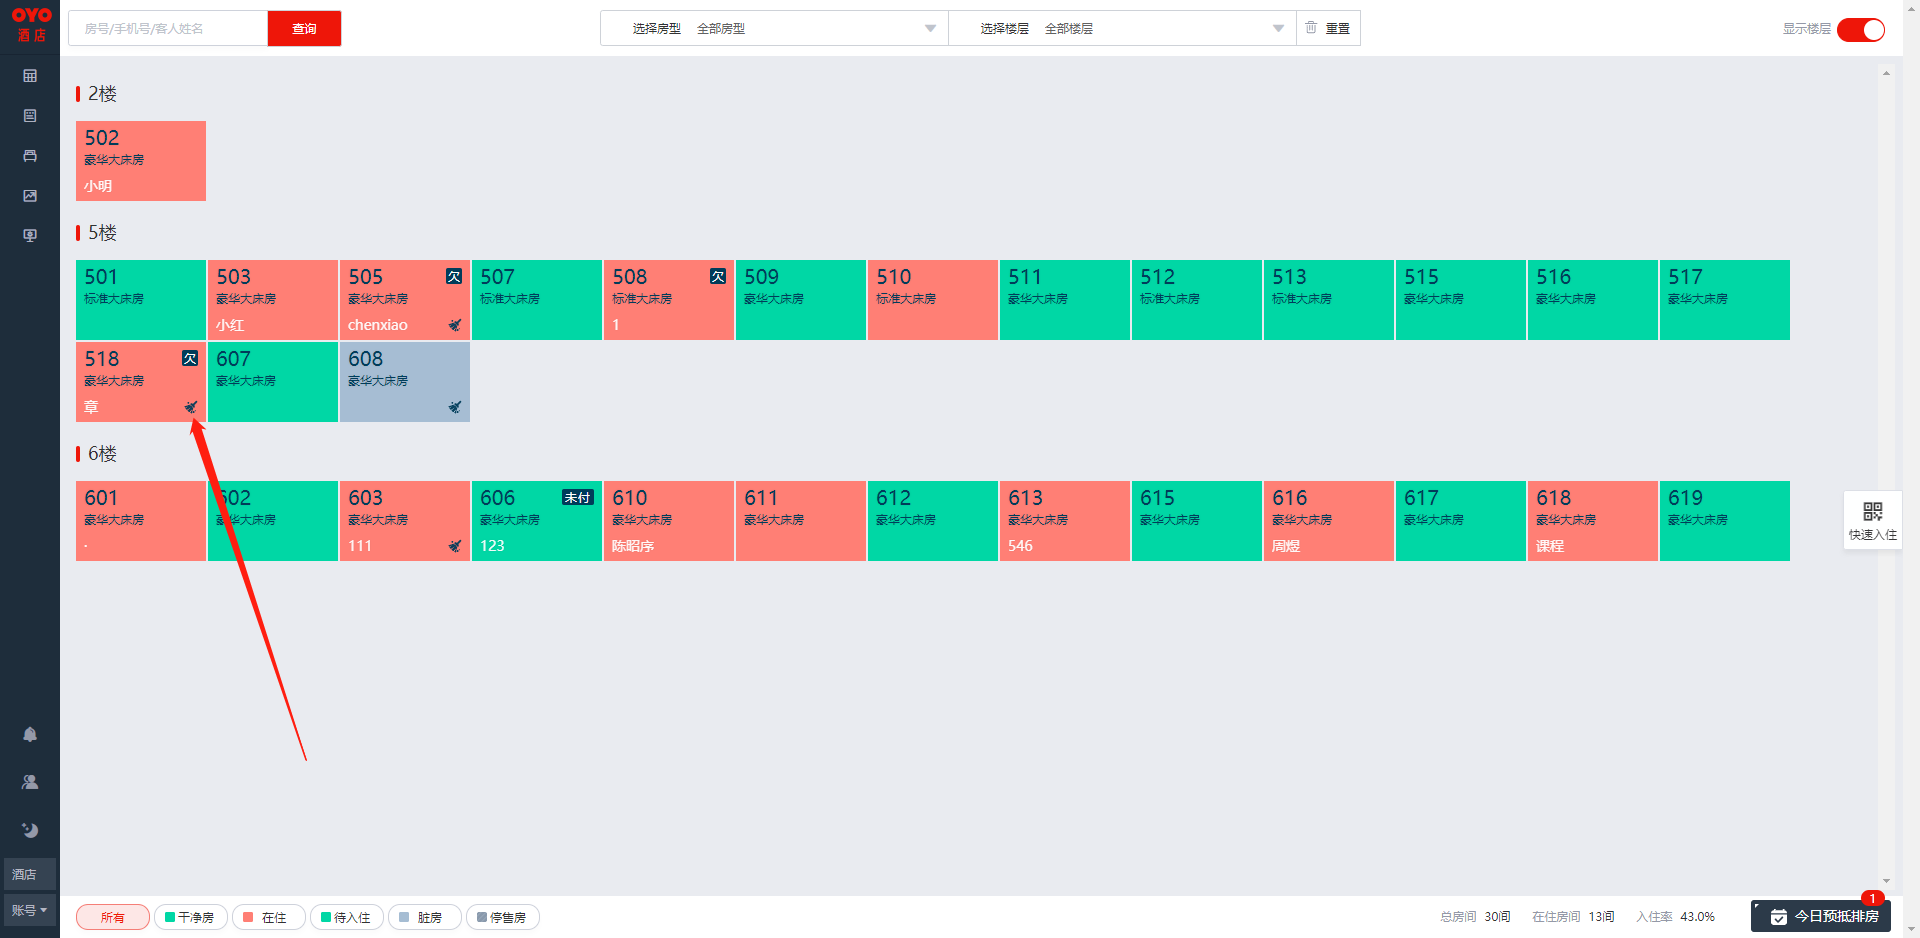 OYO
酒店
房号/手机号/客人姓名
查询
选择房型 全部房型
选择楼层 全部楼层
重置
显示楼层
2楼
502
豪华大床房
小明
5楼
501
标准大床房
503
豪华大床房
小红
505 欠
豪华大床房
chenxiao
507
标准大床房
508 欠
标准大床房
1
509
豪华大床房
510
标准大床房
511
豪华大床房
512
标准大床房
513
标准大床房
515
豪华大床房
516
豪华大床房
517
豪华大床房
518 欠
豪华大床房
章
607
豪华大床房
608
豪华大床房
6楼
601
豪华大床房
.
602
豪华大床房
603
豪华大床房
111
606 未付
豪华大床房
123
610
豪华大床房
陈昭序
611
豪华大床房
612
豪华大床房
613
豪华大床房
546
615
豪华大床房
616
豪华大床房
周煜
617
豪华大床房
618
豪华大床房
课程
619
豪华大床房
快速入住
酒店
账号
所有
干净房
在住
待入住
脏房
停售房
总房间 30间
在住房间 13间
入住率 43.0%
1
今日预抵排房